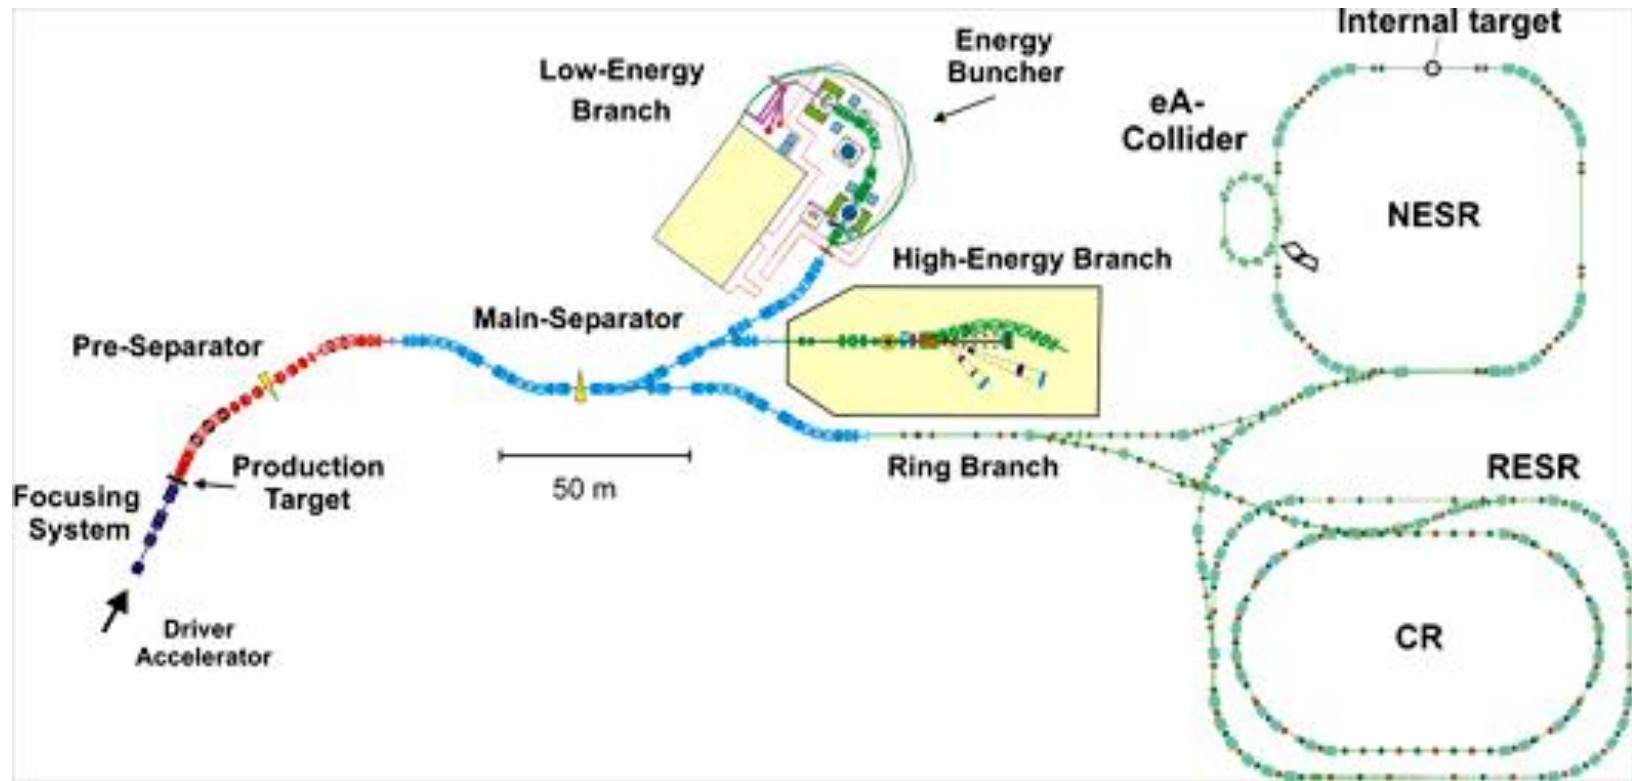 Internal target
Energy
Buncher
Low-Energy
Branch
eA-
Collider
NESR
High-Energy Branch
Main-Separator
Pre-Separator
Production
Target
Ring Branch
RESR
50 m
Focusing
System
Driver
Accelerator
CR